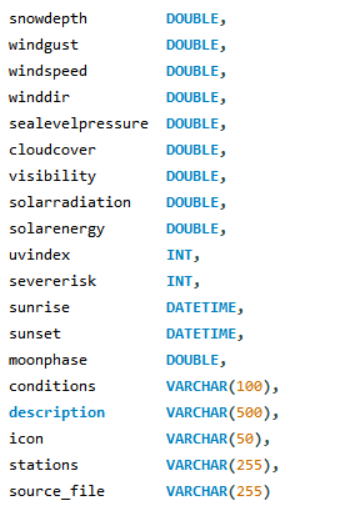 snowdepth DOUBLE,
windgust DOUBLE,
windspeed DOUBLE,
winddir DOUBLE,
sealevelpressure DOUBLE,
cloudcover DOUBLE,
visibility DOUBLE,
solarradiation DOUBLE,
solarenergy DOUBLE,
uvindex INT,
severerisk INT,
sunrise DATETIME,
sunset DATETIME,
moonphase DOUBLE,
conditions VARCHAR(100),
description VARCHAR(500),
icon VARCHAR(50),
stations VARCHAR(255),
source_file VARCHAR(255)